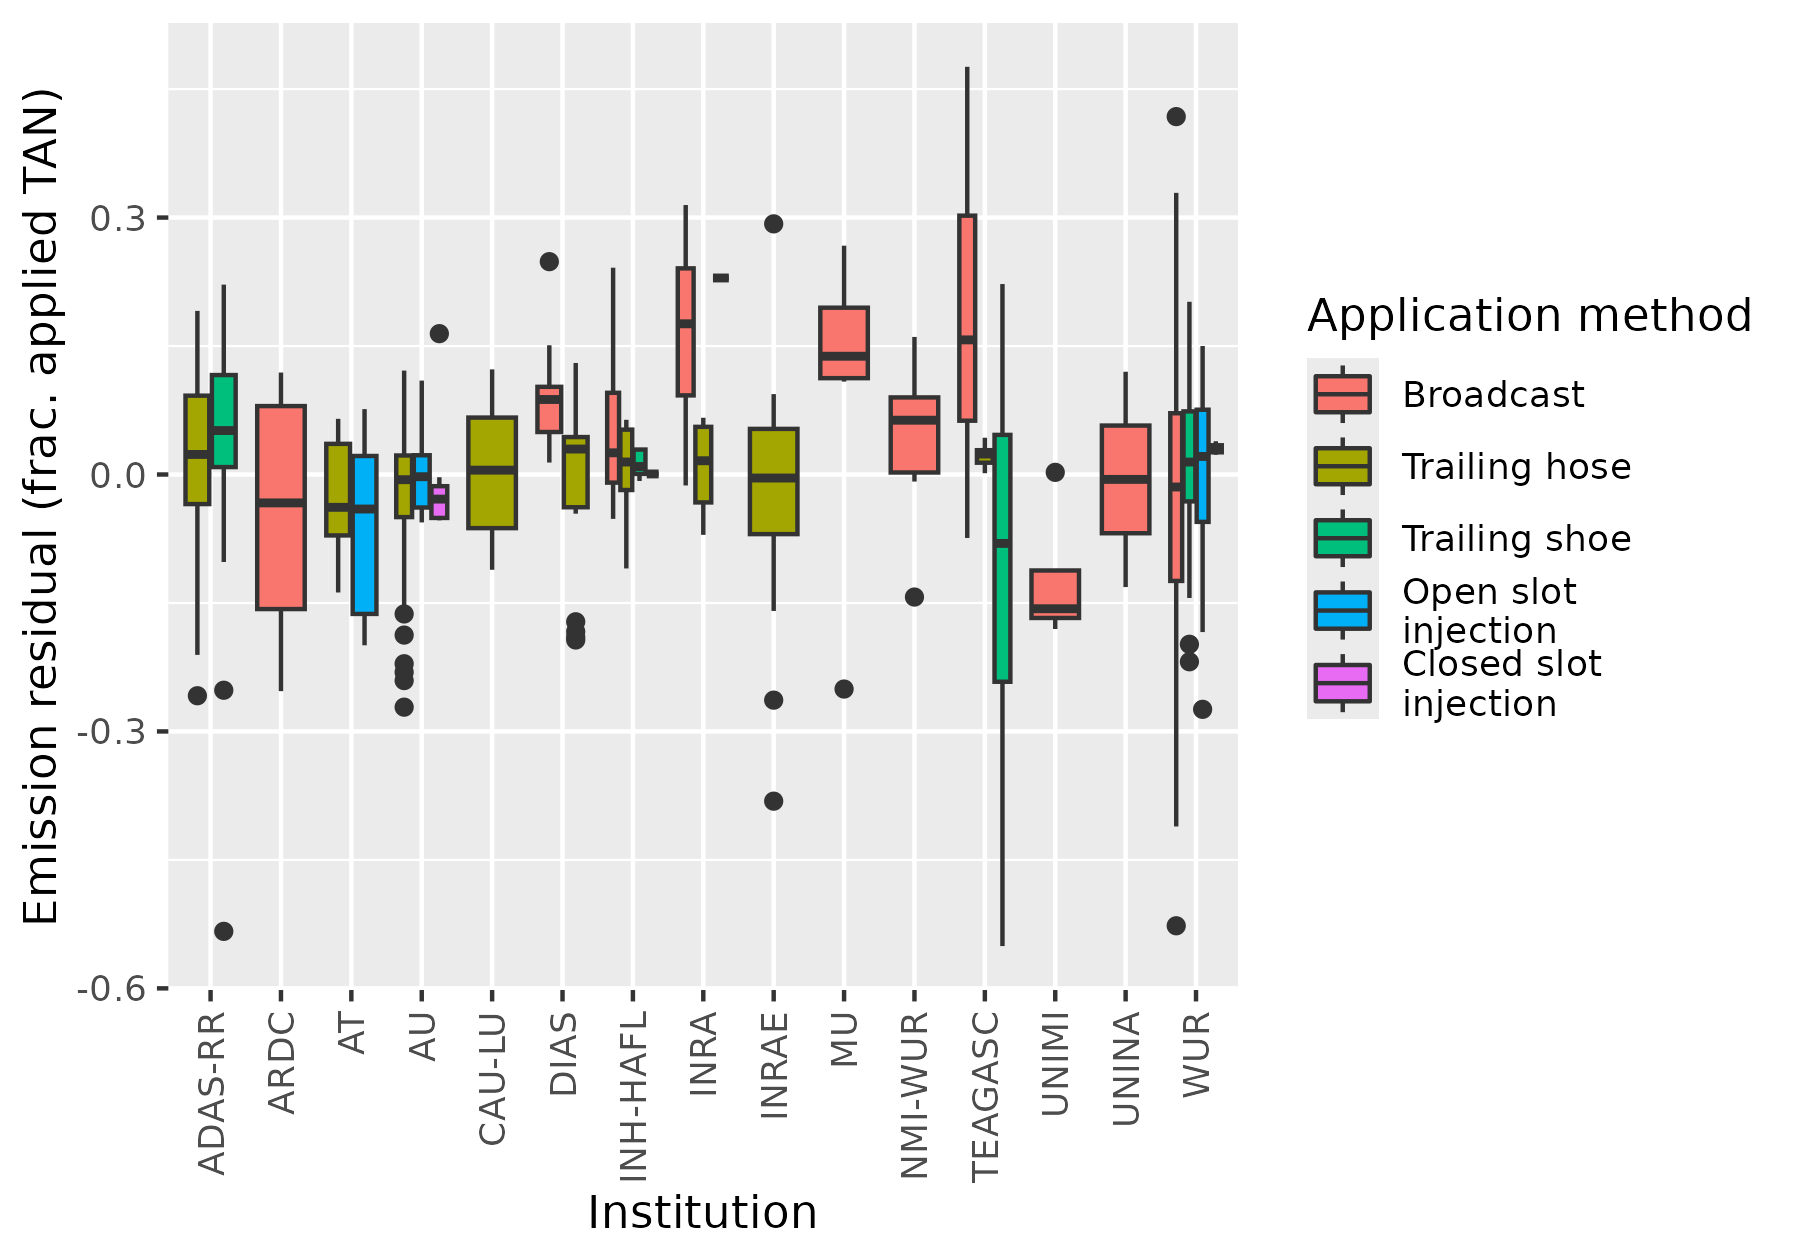 Emission residual (frac. applied TAN)
0.3
0.0
-0.3
-0.6
ADAS-RR
ARDC
AT
AU
CAU-LU
DIAS
INH-HAFL
INRA
INRAE
MU
NMI-WUR
TEAGASC
UNIMI
UNINA
WUR
Institution
Application method
Broadcast
Trailing hose
Trailing shoe
Open slot
injection
Closed slot
injection